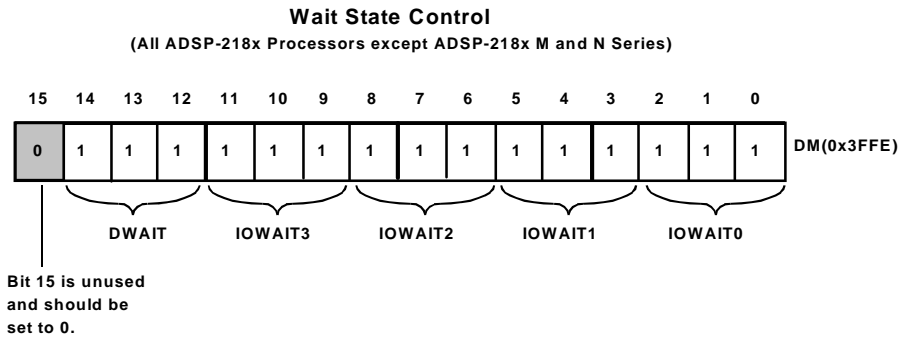 Wait State Control
(All ADSP-218x Processors except ADSP-218x M and N Series)
15 14 13 12 11 10 9 8 7 6 5 4 3 2 1 0
0 1 1 1 1 1 1 1 1 1 1 1 1 1 1 1 DM(0x3FFE)
DWAIT IOWAIT3 IOWAIT2 IOWAIT1 IOWAIT0
Bit 15 is unused
and should be
set to 0.